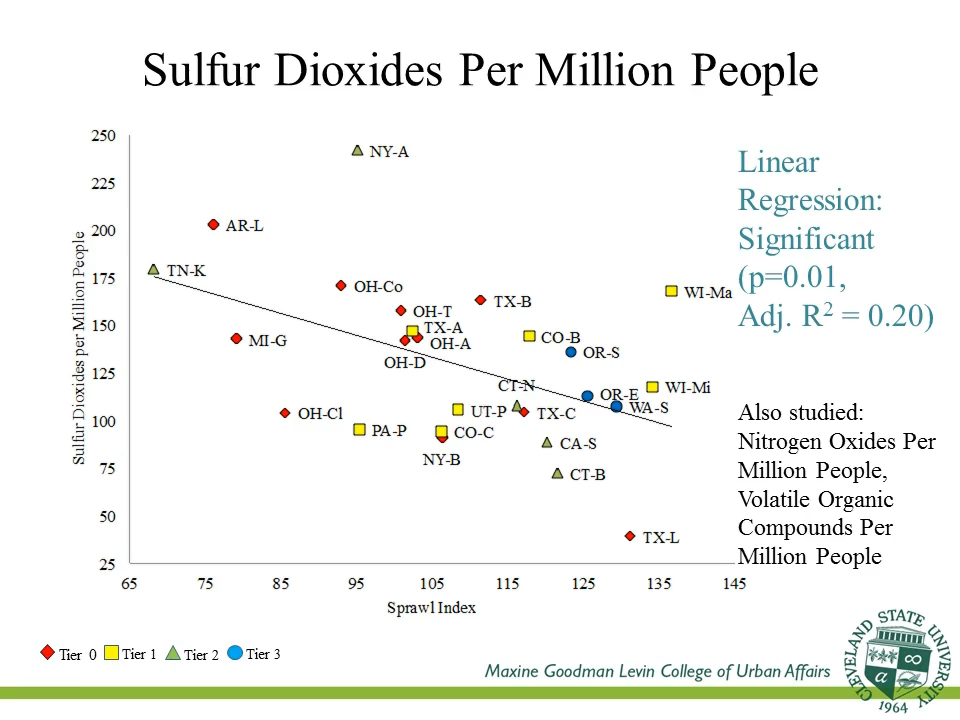 Sulfur Dioxides Per Million People
250
225
200
175
150
125
100
75
50
25
Sulfur Dioxides per Million People
65 75 85 95 105 115 125 135 145
Sprawl Index
NY-A
AR-L
TN-K
OH-Co
WI-Ma
TX-B
OH-T
TX-A
OH-A
MI-G
CO-B
OR-S
OH-D
CT-N
WI-Mi
OR-E
WA-S
OH-Cl
UT-P
TX-C
PA-P
CO-C
CA-S
NY-B
CT-B
TX-L
Linear
Regression:
Significant
(p=0.01,
Adj. R² = 0.20)
Also studied:
Nitrogen Oxides Per
Million People,
Volatile Organic
Compounds Per
Million People
Tier 0 Tier 1 Tier 2 Tier 3
Maxine Goodman Levin College of Urban Affairs
CLEVELAND STATE UNIVERSITY
1964